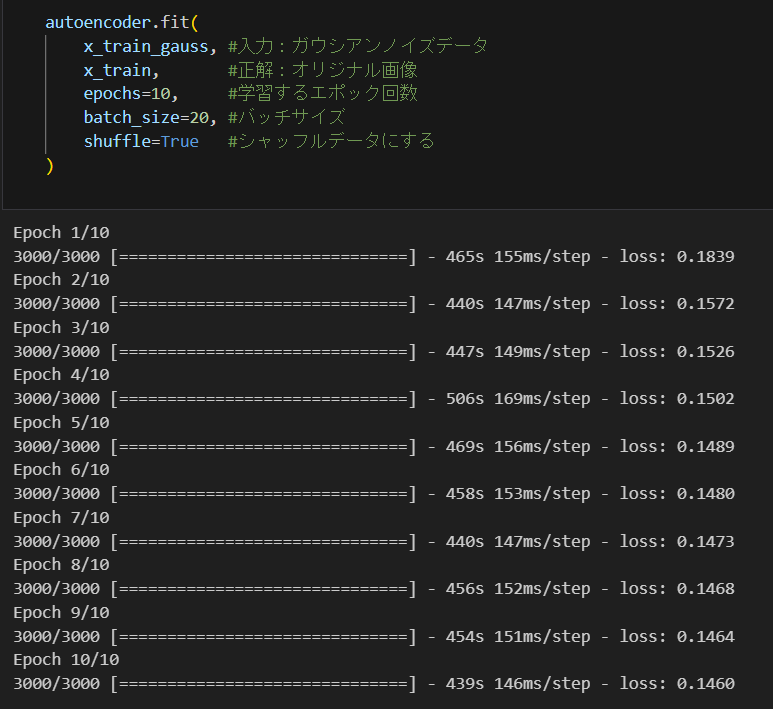 autoencoder.fit(
    x_train_gauss, #入力：ガウシアンノイズデータ
    x_train,       #正解：オリジナル画像
    epochs=10,     #学習するエポック回数
    batch_size=20, #バッチサイズ
    shuffle=True   #シャッフルデータにする
)
Epoch 1/10
3000/3000 [==============================] - 465s 155ms/step - loss: 0.1839
Epoch 2/10
3000/3000 [==============================] - 440s 147ms/step - loss: 0.1572
Epoch 3/10
3000/3000 [==============================] - 447s 149ms/step - loss: 0.1526
Epoch 4/10
3000/3000 [==============================] - 506s 169ms/step - loss: 0.1502
Epoch 5/10
3000/3000 [==============================] - 469s 156ms/step - loss: 0.1489
Epoch 6/10
3000/3000 [==============================] - 458s 153ms/step - loss: 0.1480
Epoch 7/10
3000/3000 [==============================] - 440s 147ms/step - loss: 0.1473
Epoch 8/10
3000/3000 [==============================] - 456s 152ms/step - loss: 0.1468
Epoch 9/10
3000/3000 [==============================] - 454s 151ms/step - loss: 0.1464
Epoch 10/10
3000/3000 [==============================] - 439s 146ms/step - loss: 0.1460